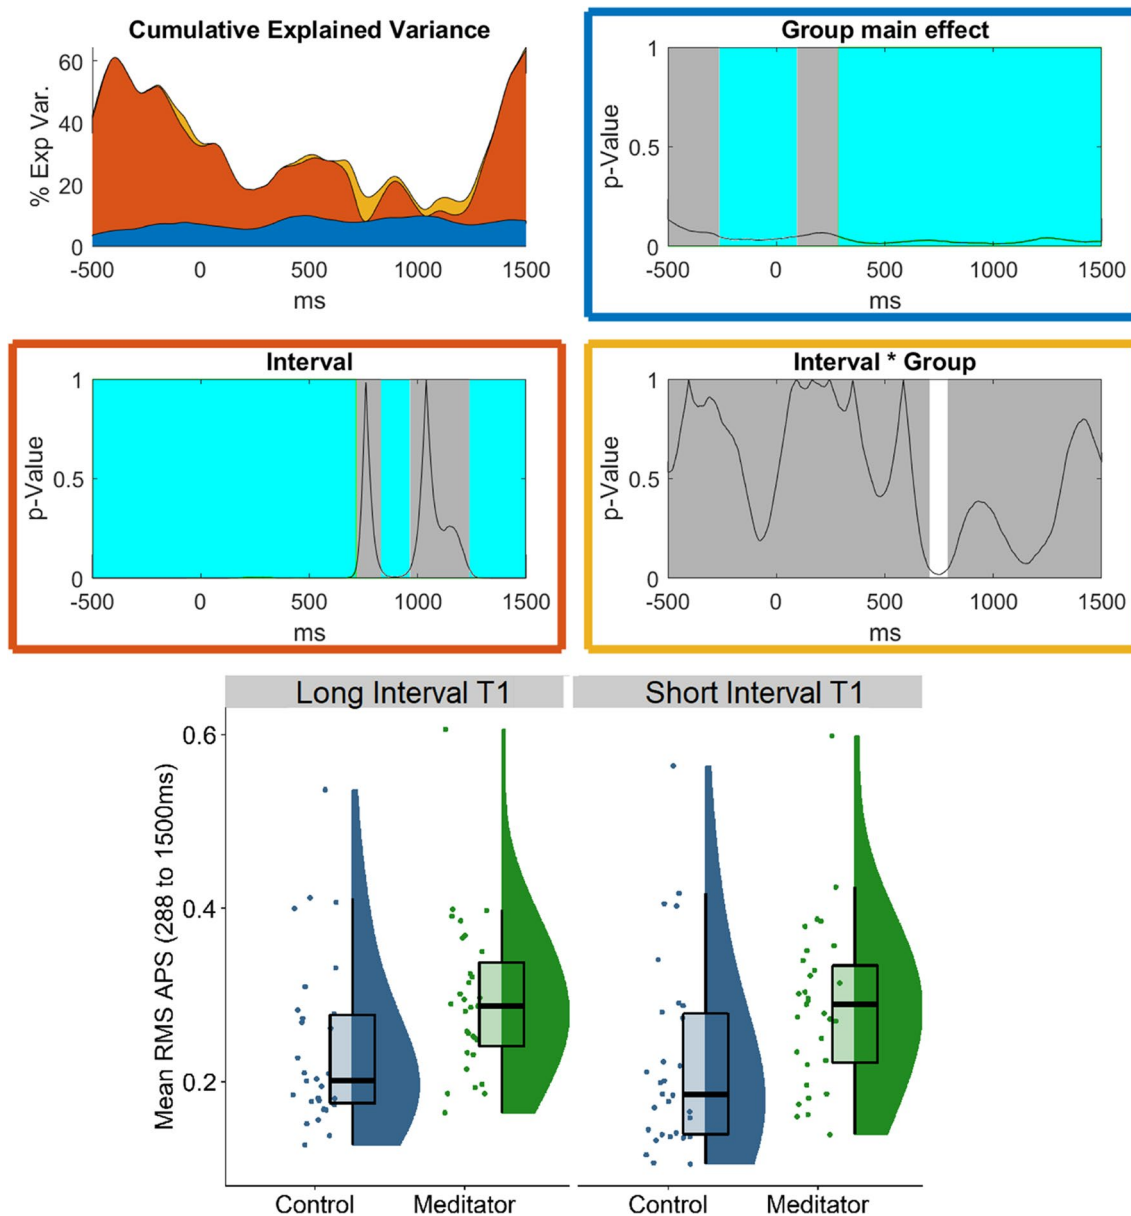 Cumulative Explained Variance
% Exp Var.
60
40
20
0
-500 0 500 1000 1500
ms
Group main effect
p-Value
1
0.5
0
-500 0 500 1000 1500
ms
Interval
p-Value
1
0.5
0
-500 0 500 1000 1500
ms
Interval * Group
p-Value
1
0.5
0
-500 0 500 1000 1500
ms
Long Interval T1 Short Interval T1
Mean RMS APS (288 to 1500ms)
0.6
0.4
0.2
Control Meditator Control Meditator